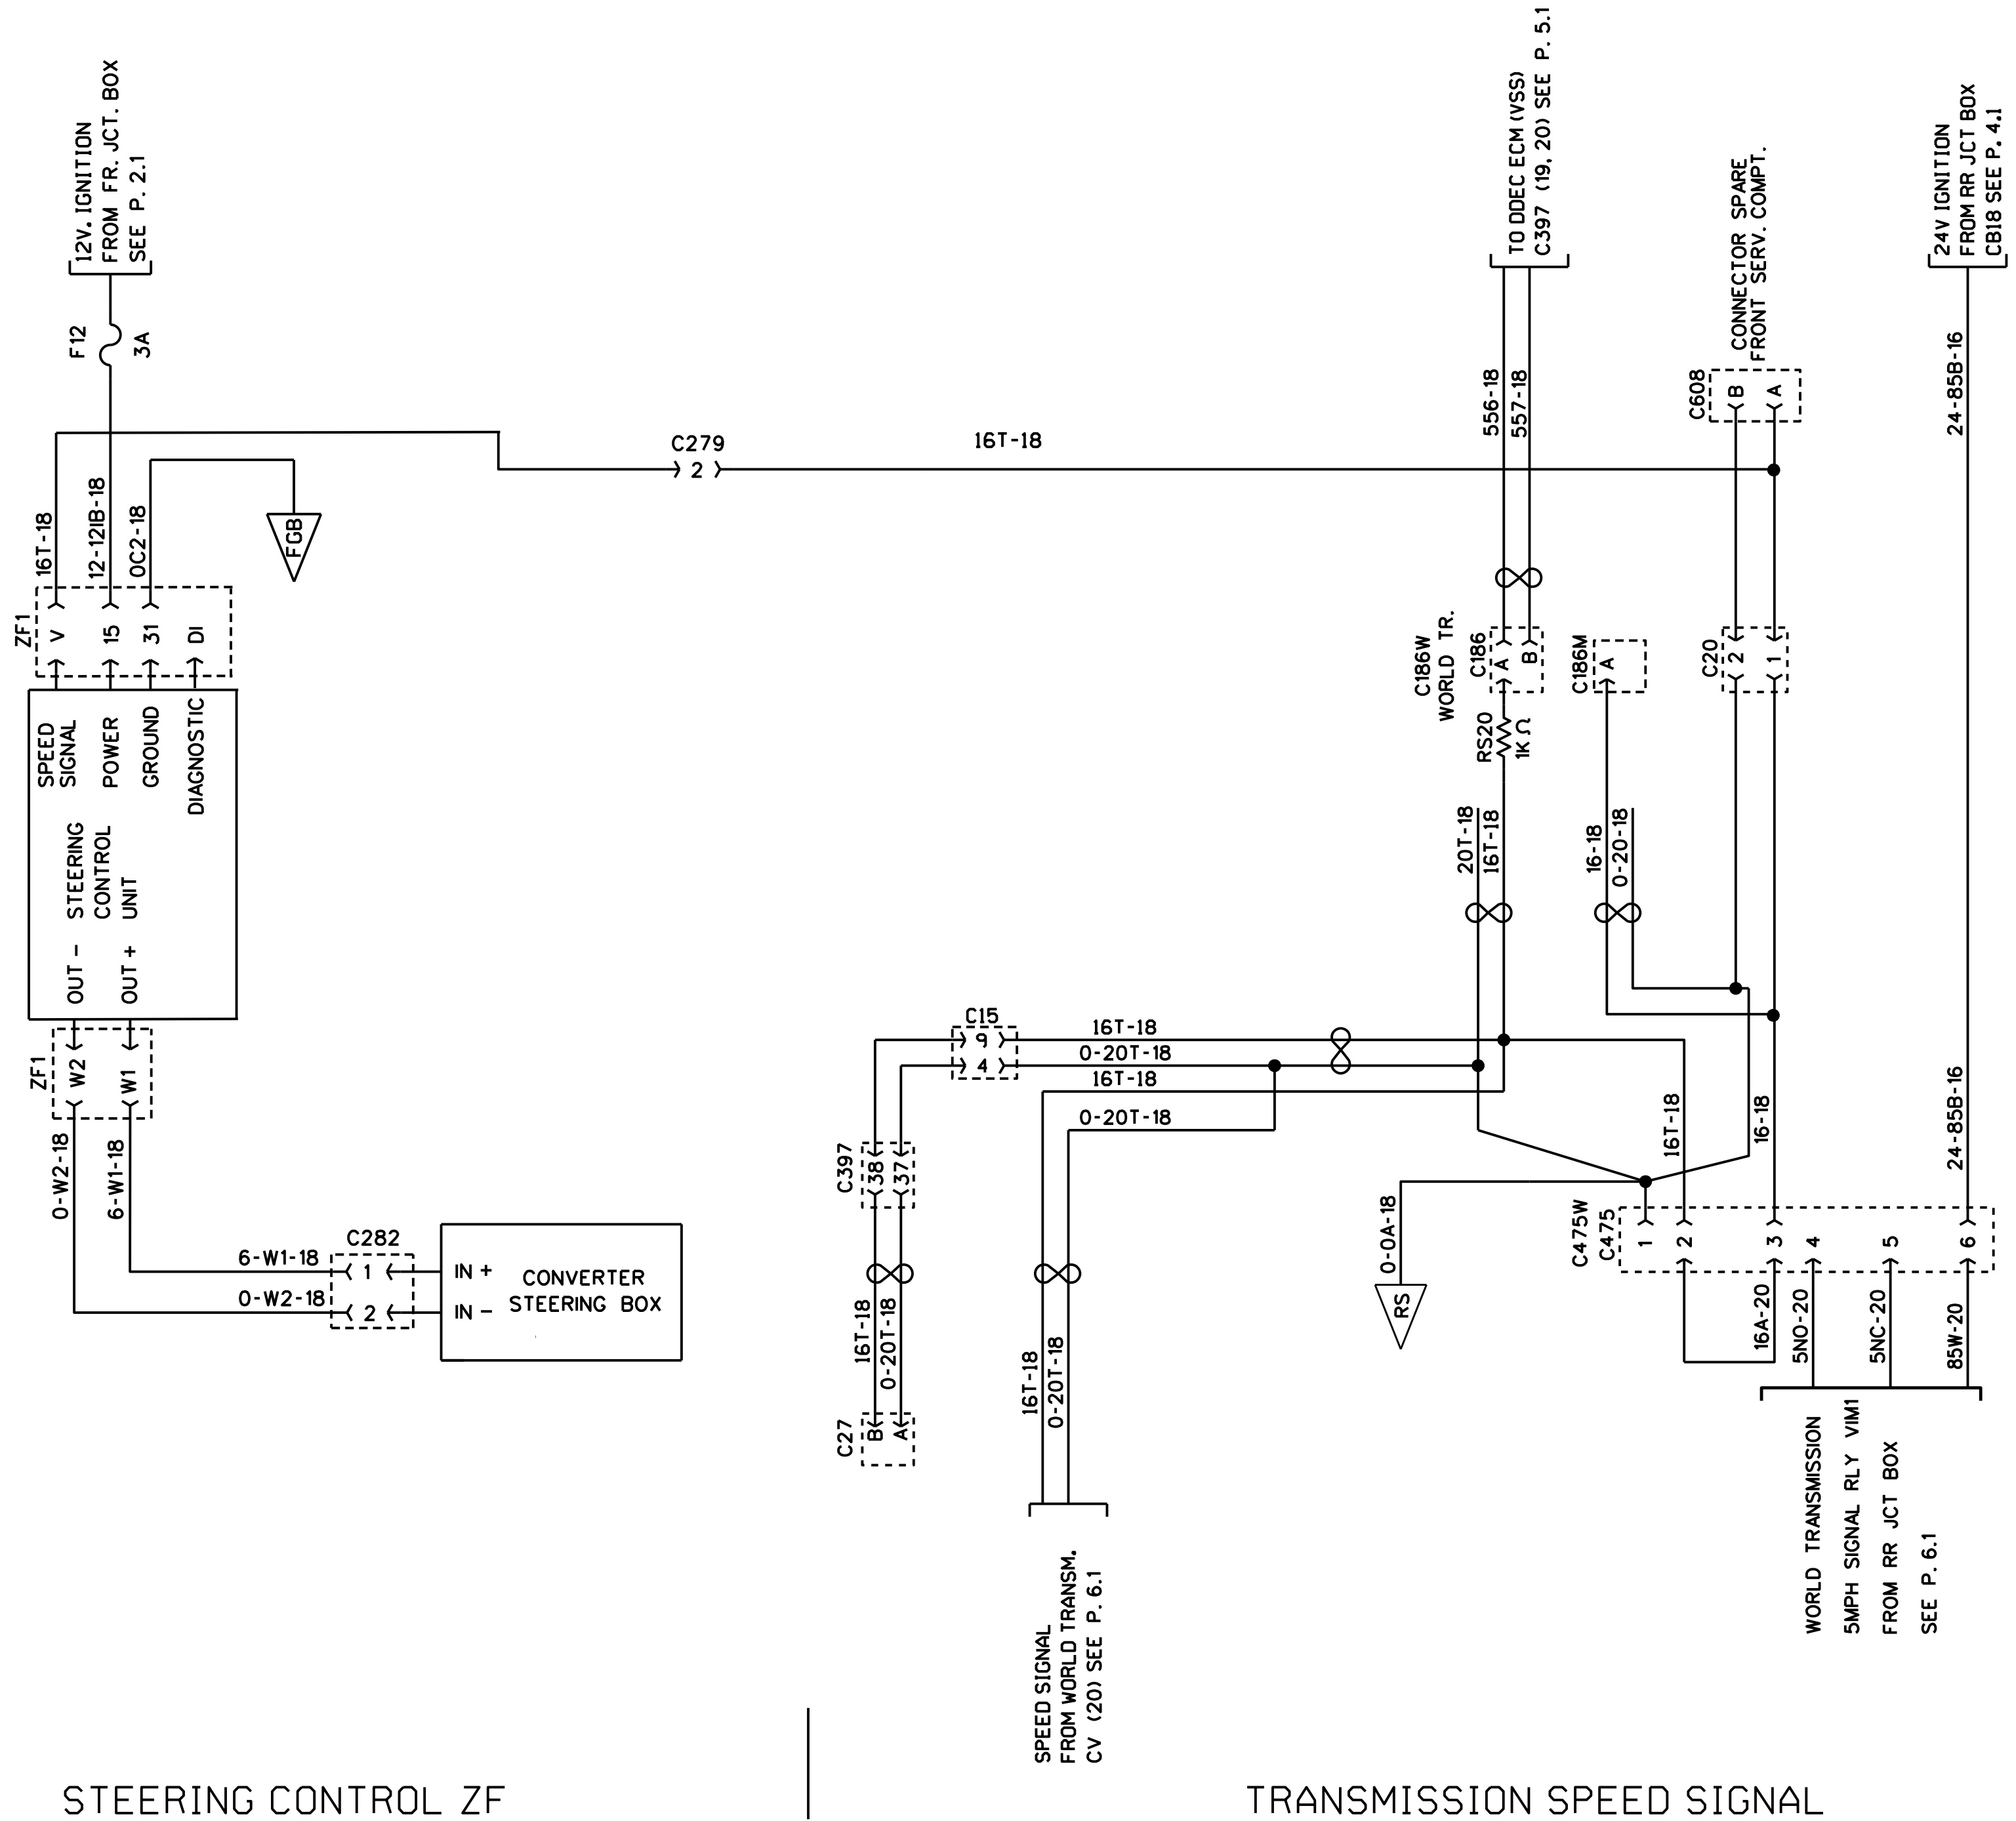 12V. IGNITION
FROM FR. JCT. BOX
SEE P. 2.1
F12
3A
16T-18
12-12IB-18
0C2-18
FGB
ZF1
V
15
31
DI
SPEED
SIGNAL
POWER
GROUND
DIAGNOSTIC
STEERING
CONTROL
UNIT
OUT -
OUT +
ZF1
W2
W1
0-W2-18
6-W1-18
6-W1-18
0-W2-18
C282
1
2
IN +
IN -
CONVERTER
STEERING BOX
C279
2
16T-18
TO DDEC ECM (VSS)
C397 (19, 20) SEE P. 5.1
556-18
557-18
CONNECTOR SPARE
FRONT SERV. COMPT.
C608
B
A
24V IGNITION
FROM RR JCT BOX
CB18 SEE P. 4.1
24-85B-16
C186W
WORLD TR.
C186
A
B
RS20
1K Ω
C186M
A
C20
2
1
20T-18
16T-18
16-18
0-20-18
C15
9
4
16T-18
0-20T-18
16T-18
0-20T-18
C397
38
37
16T-18
0-20T-18
C27
B
A
16T-18
0-20T-18
SPEED SIGNAL
FROM WORLD TRANSM.
CV (20) SEE P. 6.1
0-0A-18
RS
16T-18
16-18
24-85B-16
C475W
C475
1
2
3
4
5
6
16A-20
5NO-20
5NC-20
85W-20
WORLD TRANSMISSION
5MPH SIGNAL RLY VIM1
FROM RR JCT BOX
SEE P. 6.1
STEERING CONTROL ZF
TRANSMISSION SPEED SIGNAL